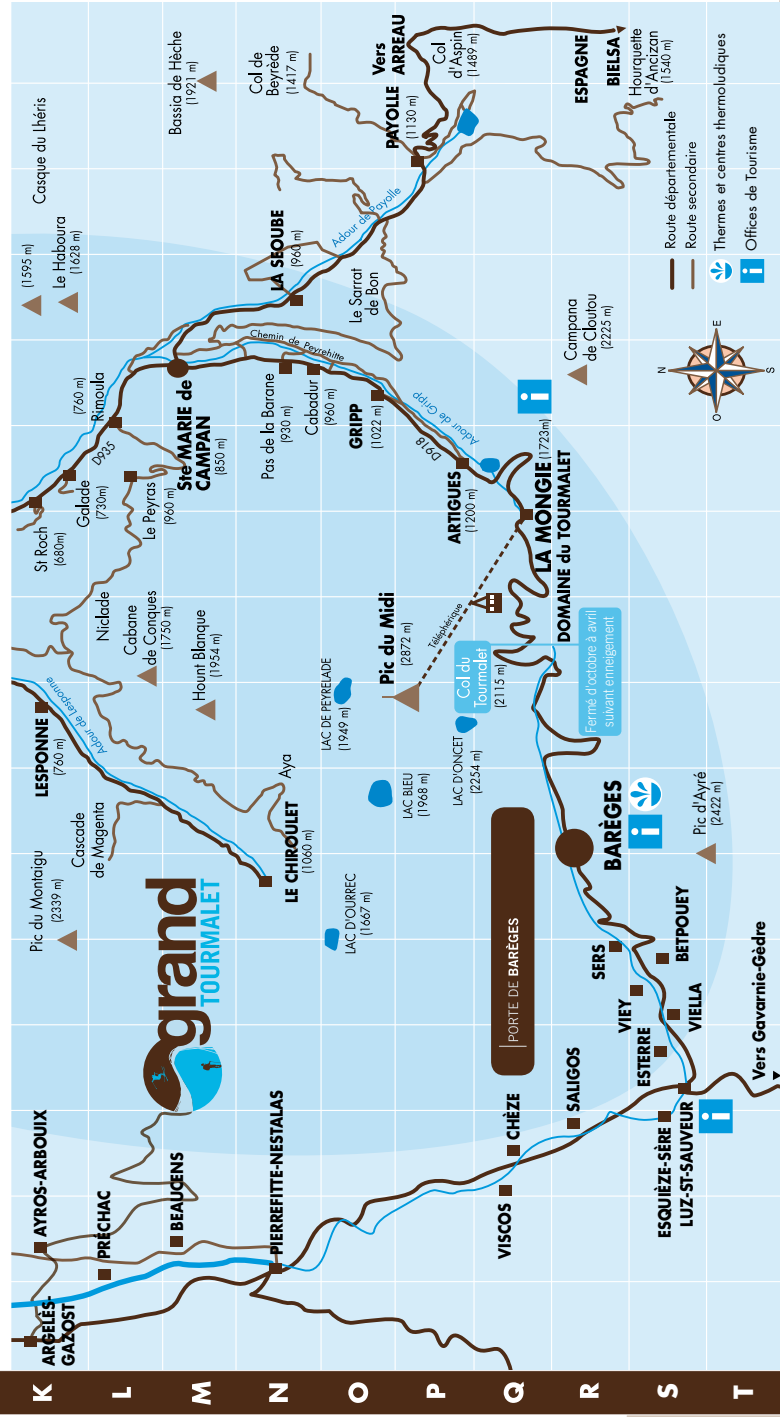 Casque du Lhéris
(1595 m)
Le Haboura
(1628 m)
Bassia de Hèche
(1921 m)
Col de
Beyrède
(1417 m)
Vers
ARREAU
PAYOLLE
(1130 m)
Col
d'Aspin
(1489 m)
ESPAGNE
BIELSA
Hourquette
d'Ancizan
(1540 m)
Adour de Payolle
LA SEOUBE
(960 m)
Le Sarrat
de Bon
Route départementale
Route secondaire
Thermes et centres thermoludiques
Offices de Tourisme
N
E
S
O
Campana
de Cloutou
(2225 m)
Chemin de Peyrehitte
(760 m)
Rimoula
D935
Ste MARIE de
CAMPAN
(850 m)
Pas de la Barane
(930 m)
Cabadur
(960 m)
GRIPP
(1022 m)
D918
Adour de Gripp
St Roch
(680m)
Galade
(730m)
Le Peyras
(960 m)
ARTIGUES
(1200 m)
LA MONGIE (1723m)
DOMAINE du TOURMALET
Niclade
Cabane
de Conques
(1750 m)
Hount Blanque
(1954 m)
Pic du Midi
(2872 m)
Téléphérique
Col du
Tourmalet
(2115 m)
Fermé d'octobre à avril
suivant enneigement
LESPONNE
(760 m)
Adour de Lesponne
LAC DE PEYRELADE
(1949 m)
LAC BLEU
(1968 m)
LAC D'ONCET
(2254 m)
Aya
Cascade
de Magenta
LE CHIROULET
(1060 m)
Pic du Montaigu
(2339 m)
LAC D'OURREC
(1667 m)
BARÈGES
Pic d'Ayré
(2422 m)
grand
TOURMALET
PORTE DE BARÈGES
SERS
BETPOUEY
VIEY
VIELLA
ESTERRE
Vers Gavarnie-Gèdre
SALIGOS
CHÈZE
VISCOS
ESQUIÈZE-SÈRE
LUZ-ST-SAUVEUR
AYROS-ARBOUX
PRÉCHAC
BEAUCENS
PIERREFITTE-NESTALAS
ARGELÈS-
GAZOST
K
L
M
N
O
P
Q
R
S
T